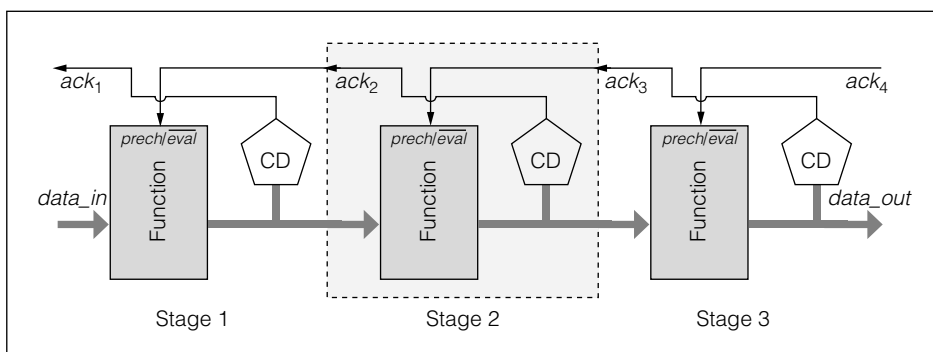 ack₁ ack₂ ack₃ ack₄
prech/eval prech/eval prech/eval
CD CD CD
Function Function Function
data_in data_out
Stage 1 Stage 2 Stage 3